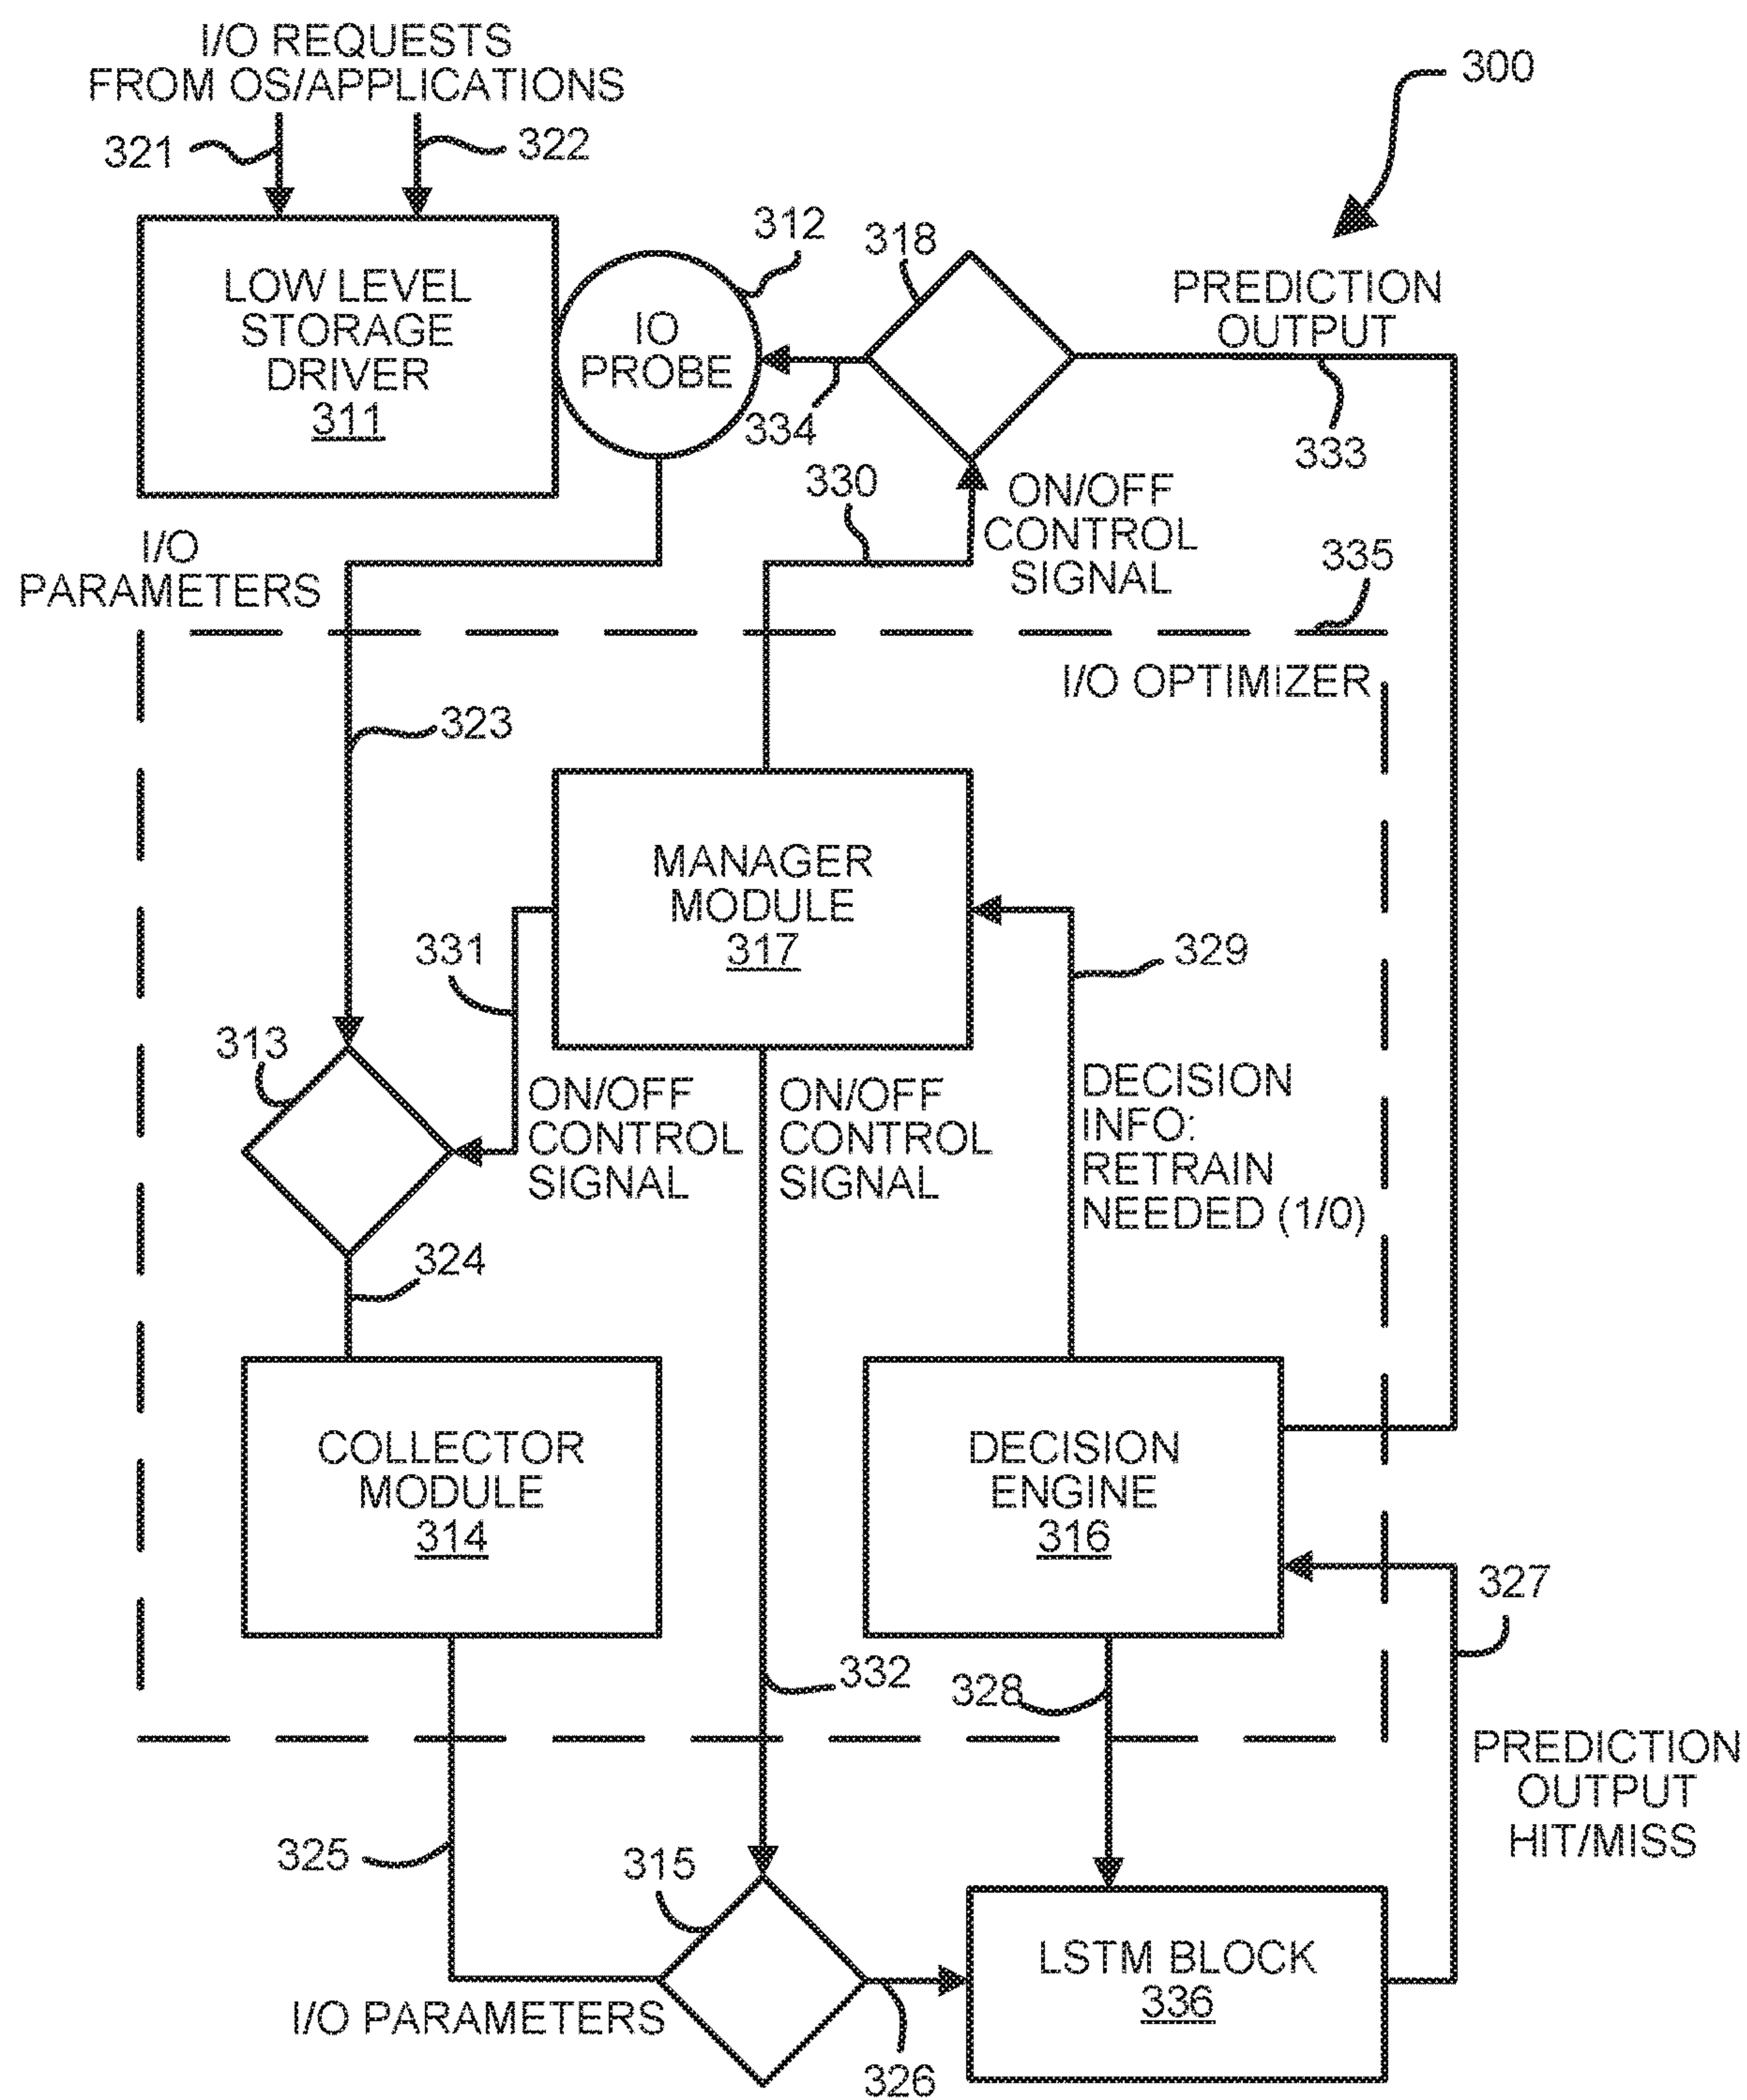 I/O REQUESTS
FROM OS/APPLICATIONS
300
321
322
312
318
LOW LEVEL
STORAGE
DRIVER
311
IO
PROBE
PREDICTION
OUTPUT
334
333
330
ON/OFF
CONTROL
SIGNAL
I/O
PARAMETERS
335
I/O OPTIMIZER
323
MANAGER
MODULE
317
331
329
313
ON/OFF
CONTROL
SIGNAL
ON/OFF
CONTROL
SIGNAL
DECISION
INFO:
RETRAIN
NEEDED (1/0)
324
COLLECTOR
MODULE
314
DECISION
ENGINE
316
327
332
328
PREDICTION
OUTPUT
HIT/MISS
325
315
LSTM BLOCK
336
I/O PARAMETERS
326